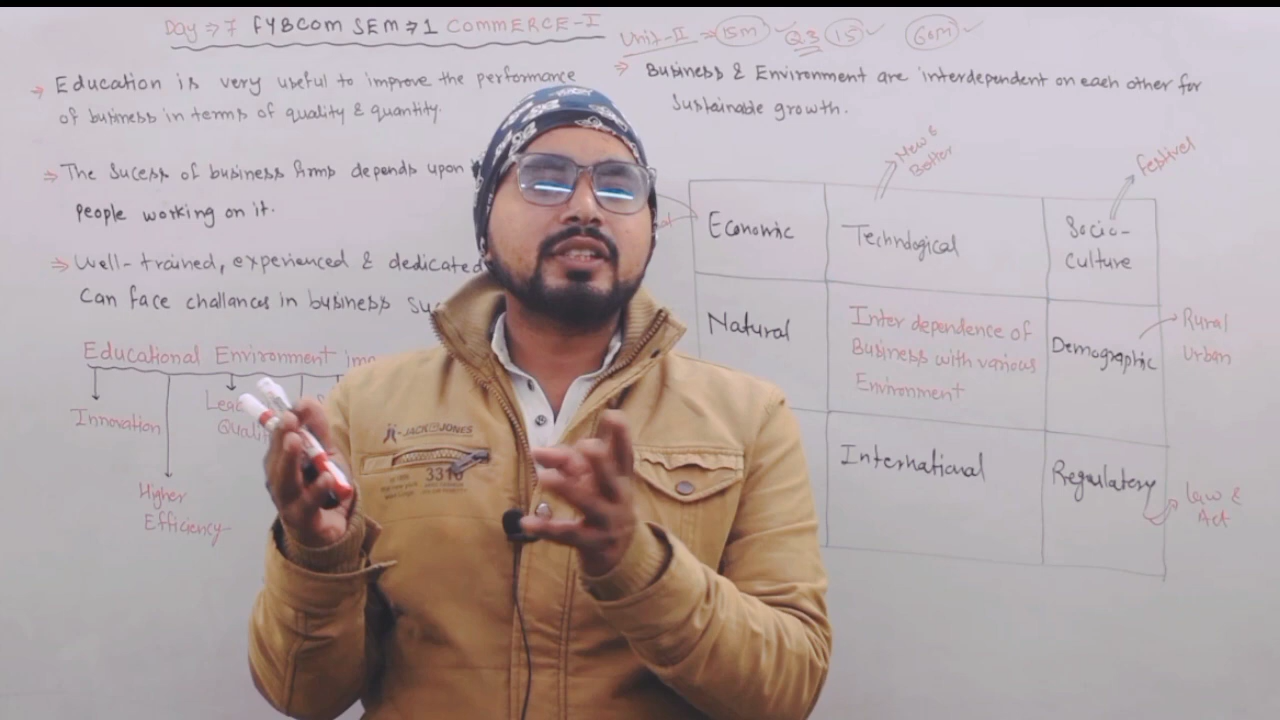 Day ⇒ 7 FYBCOM SEM ⇒ 1 COMMERCE-I
Unit-II ⇒ 15m ✓ Q.3 15 ✓ 60m ✓
⇒ Education is very useful to improve the performance
of business in terms of quality & quantity.
⇒ The Sucess of business firms depends upon
People working on it.
⇒ Well-trained, experienced & dedicated
Can face challances in business
Educational Environment
Innovation
Higher
Efficiency
⇒ Business & Environment are interdependent on each other for
Sustainable growth.
New &
Better
Festivel
Economic
Technological
Socio-
Culture
Natural
Inter dependence of
Business with various
Environment
Demographic
Rural
Urban
International
Regulatory
Law &
Act
JACK & JONES
3316